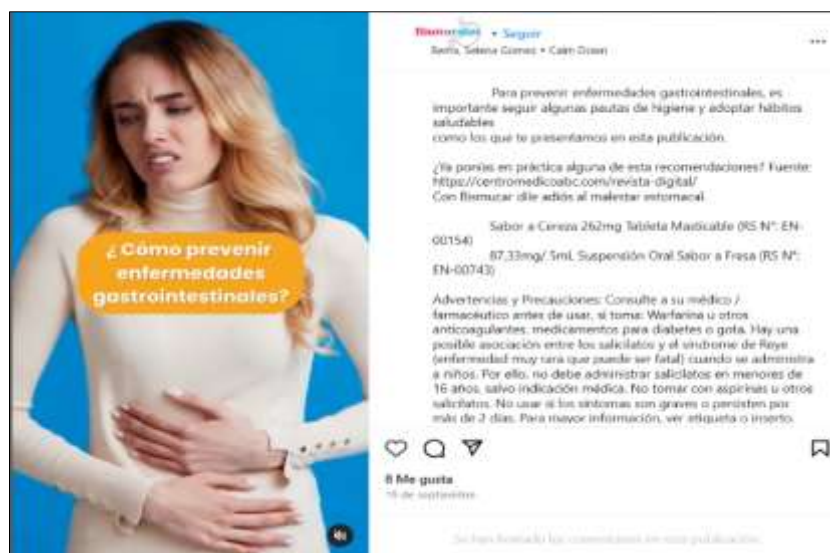 ¿Cómo prevenir
enfermedades
gastrointestinales?
• Seguir
Rema, Selena Gomez • Calm Down
Para prevenir enfermedades gastrointestinales, es
importante seguir algunas pautas de higiene y adoptar hábitos
saludables
como los que te presentamos en esta publicación.
¿Ya ponías en práctica alguna de esta recomendaciones? Fuente:
https://centromedicoabc.com/revista-digital/
Con Bismucar dile adiós al malestar estomacal.
Sabor a Cereza 262mg Tableta Masticable (RS N°: EN-
00154)
87,33mg/ 5mL Suspensión Oral Sabor a Fresa (RS N°:
EN-00743)
Advertencias y Precauciones: Consulte a su médico /
farmacéutico antes de usar, si toma: Warfarina u otros
anticoagulantes, medicamentos para diabetes o gota. Hay una
posible asociación entre los salicilatos y el síndrome de Reye
(enfermedad muy rara que puede ser fatal) cuando se administra
a niños. Por ello, no debe administrar salicilatos en menores de
16 años, salvo indicación médica. No tomar con aspirinas u otros
salicilatos. No usar si los síntomas son graves o persisten por
más de 2 días. Para mayor información, ver etiqueta o inserto.
8 Me gusta
de septiembre
Se han limitado los comentarios en esta publicación.